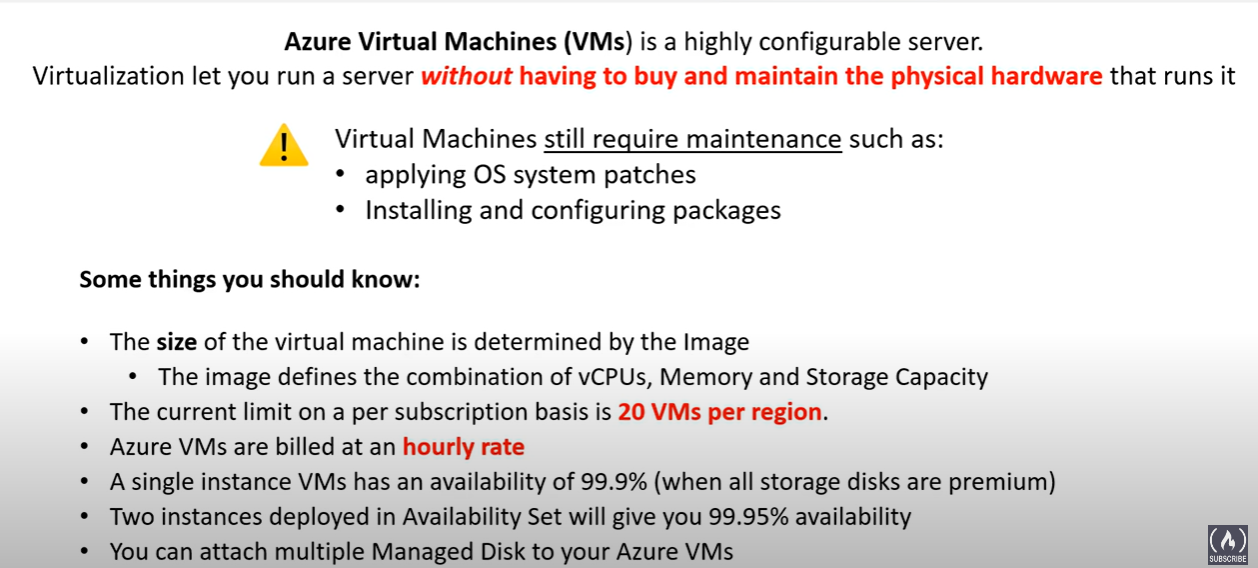 Azure Virtual Machines (VMs) is a highly configurable server.
Virtualization let you run a server without having to buy and maintain the physical hardware that runs it
!
Virtual Machines still require maintenance such as:
• applying OS system patches
• Installing and configuring packages
Some things you should know:
• The size of the virtual machine is determined by the Image
• The image defines the combination of vCPUs, Memory and Storage Capacity
• The current limit on a per subscription basis is 20 VMs per region.
• Azure VMs are billed at an hourly rate
• A single instance VMs has an availability of 99.9% (when all storage disks are premium)
• Two instances deployed in Availability Set will give you 99.95% availability
• You can attach multiple Managed Disk to your Azure VMs
SUBSCRIBE